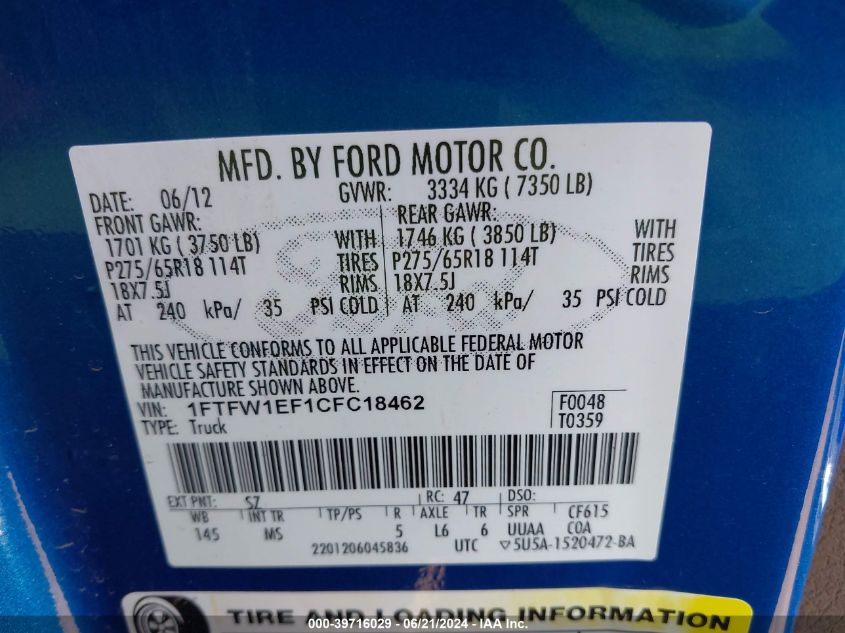 MFD. BY FORD MOTOR CO.
DATE: 06/12 GVWR: 3334 KG ( 7350 LB)
FRONT GAWR: REAR GAWR:
1701 KG ( 3750 LB) WITH 1746 KG ( 3850 LB) WITH
P275/65R18 114T TIRES P275/65R18 114T TIRES
18X7.5J RIMS 18X7.5J RIMS
AT 240 kPa/ 35 PSI COLD AT 240 kPa/ 35 PSI COLD
THIS VEHICLE CONFORMS TO ALL APPLICABLE FEDERAL MOTOR
VEHICLE SAFETY STANDARDS IN EFFECT ON THE DATE OF
MANUFACTURE SHOWN ABOVE.
VIN: 1FTFW1EF1CFC18462 F0048
TYPE: Truck T0359
EXT PNT: SZ RC: 47 DSO:
WB INT TR TP/PS R AXLE TR SPR CF615
145 MS 5 L6 6 UUAA COA
2201206045836 UTC ▽5U5A-1520472-BA
TIRE AND LOADING INFORMATION
000-39716029 - 06/21/2024 - IAA Inc.